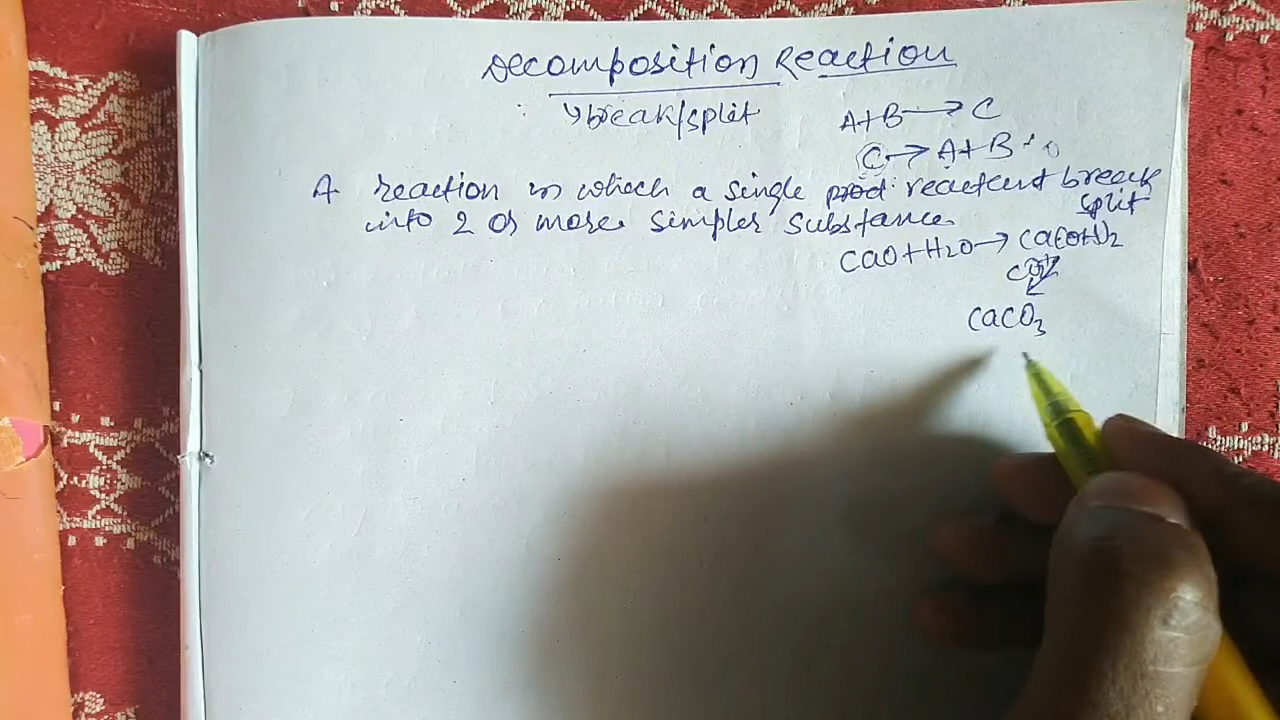 Decomposition Reaction
↳break/split
A+B→C
C→A+B
A reaction in which a single prod reactant break
split
into 2 or more simpler substance
CaO+H2O→Ca(OH)2
CaCO3